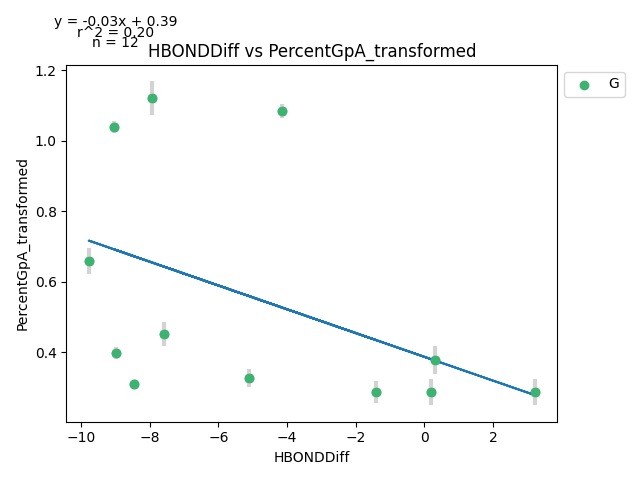 y = -0.03x + 0.39
r^2 = 0.20
n = 12
HBONDDiff vs PercentGpA_transformed
G
1.2
1.0
0.8
0.6
0.4
PercentGpA_transformed
−10
−8
−6
−4
−2
0
2
HBONDDiff